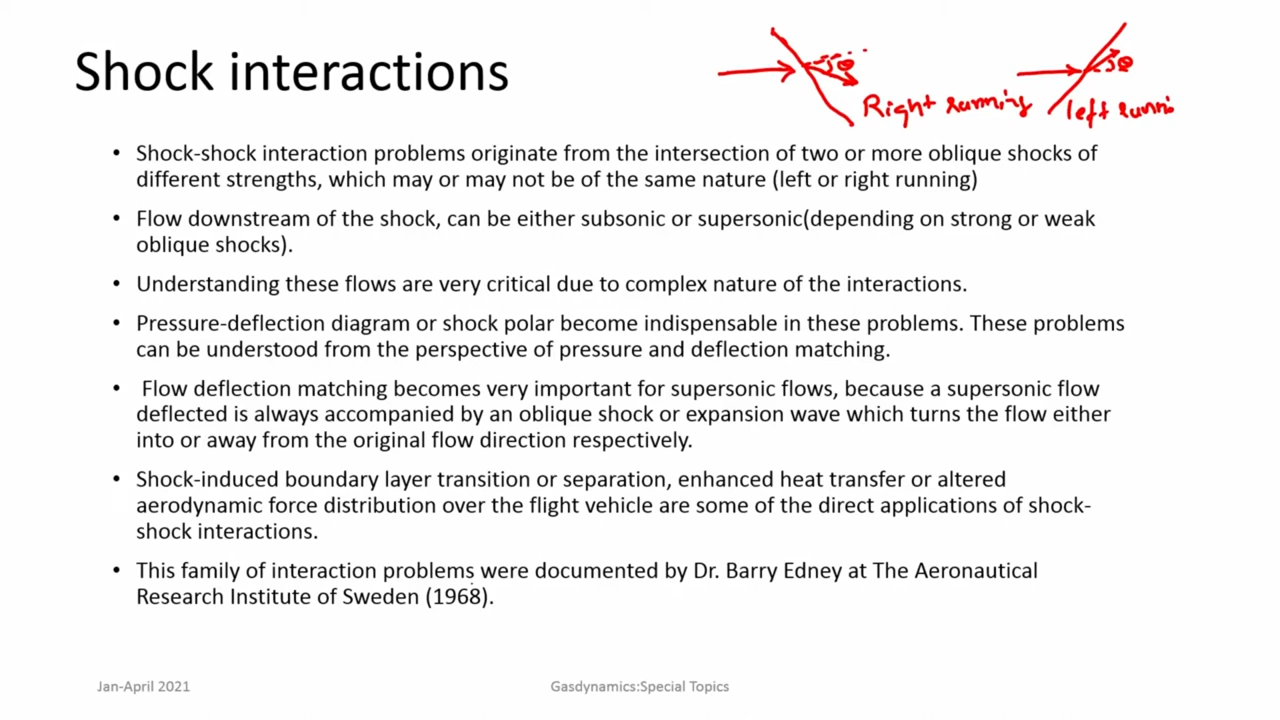 Shock interactions
θ
θ
Right running
left runni
• Shock-shock interaction problems originate from the intersection of two or more oblique shocks of
different strengths, which may or may not be of the same nature (left or right running)
• Flow downstream of the shock, can be either subsonic or supersonic(depending on strong or weak
oblique shocks).
• Understanding these flows are very critical due to complex nature of the interactions.
• Pressure-deflection diagram or shock polar become indispensable in these problems. These problems
can be understood from the perspective of pressure and deflection matching.
• Flow deflection matching becomes very important for supersonic flows, because a supersonic flow
deflected is always accompanied by an oblique shock or expansion wave which turns the flow either
into or away from the original flow direction respectively.
• Shock-induced boundary layer transition or separation, enhanced heat transfer or altered
aerodynamic force distribution over the flight vehicle are some of the direct applications of shock-
shock interactions.
• This family of interaction problems were documented by Dr. Barry Edney at The Aeronautical
Research Institute of Sweden (1968).
Jan-April 2021
Gasdynamics:Special Topics